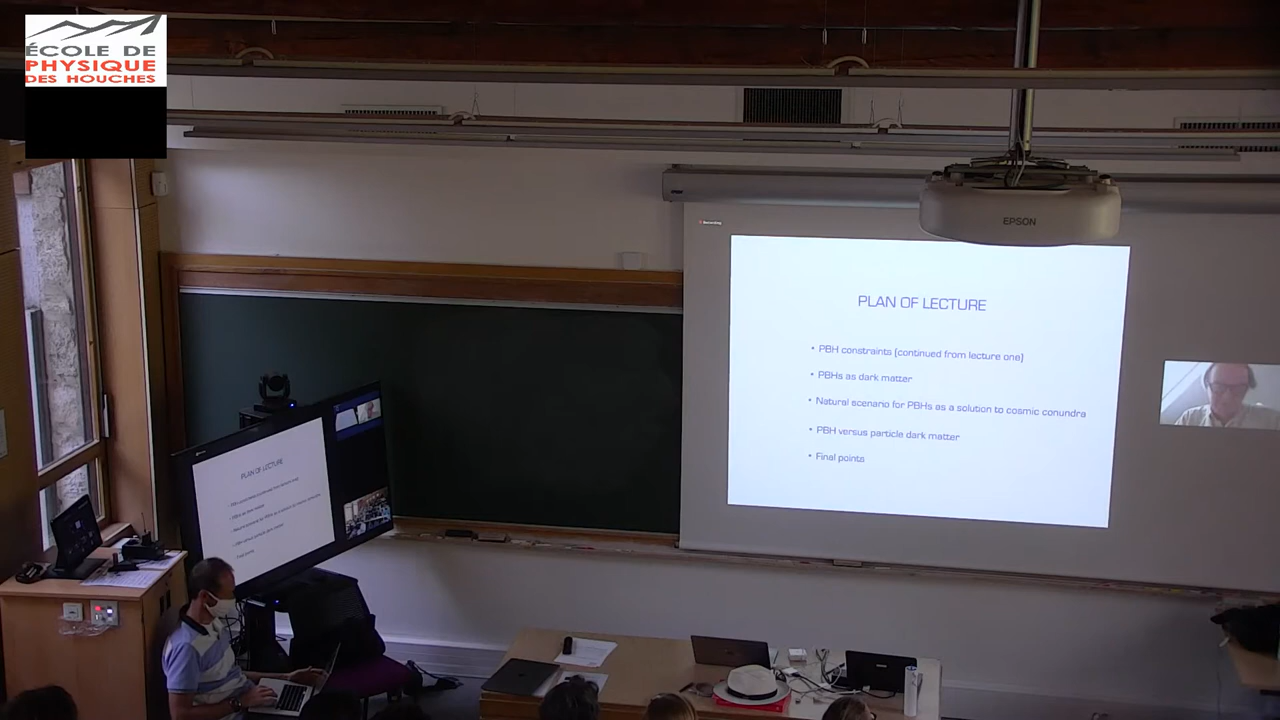 ÉCOLE DE
PHYSIQUE
DES HOUCHES
EPSON
PLAN OF LECTURE
• PBH constraints (continued from lecture one)
• PBHs as dark matter
• Natural scenario for PBHs as a solution to cosmic conundra
• PBH versus particle dark matter
• Final points
PLAN OF LECTURE